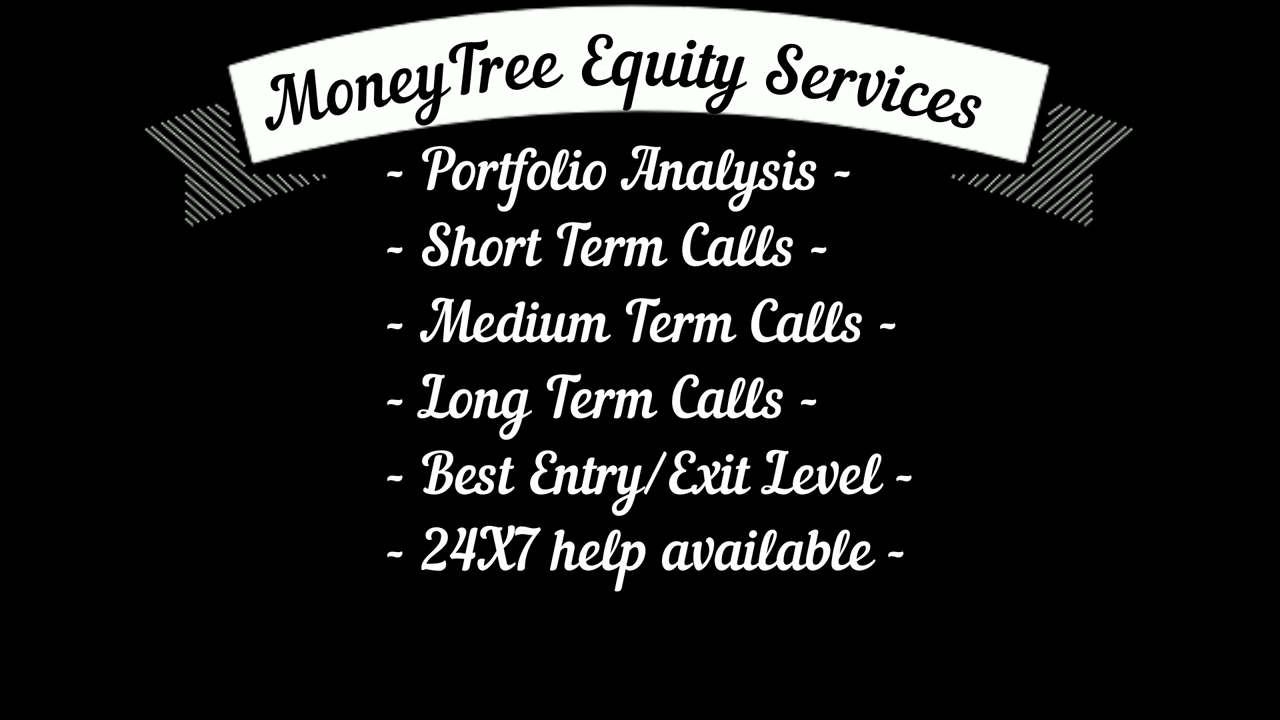 MoneyTree Equity Services
- Portfolio Analysis -
- Short Term Calls -
- Medium Term Calls -
- Long Term Calls -
- Best Entry/Exit Level -
- 24X7 help available -